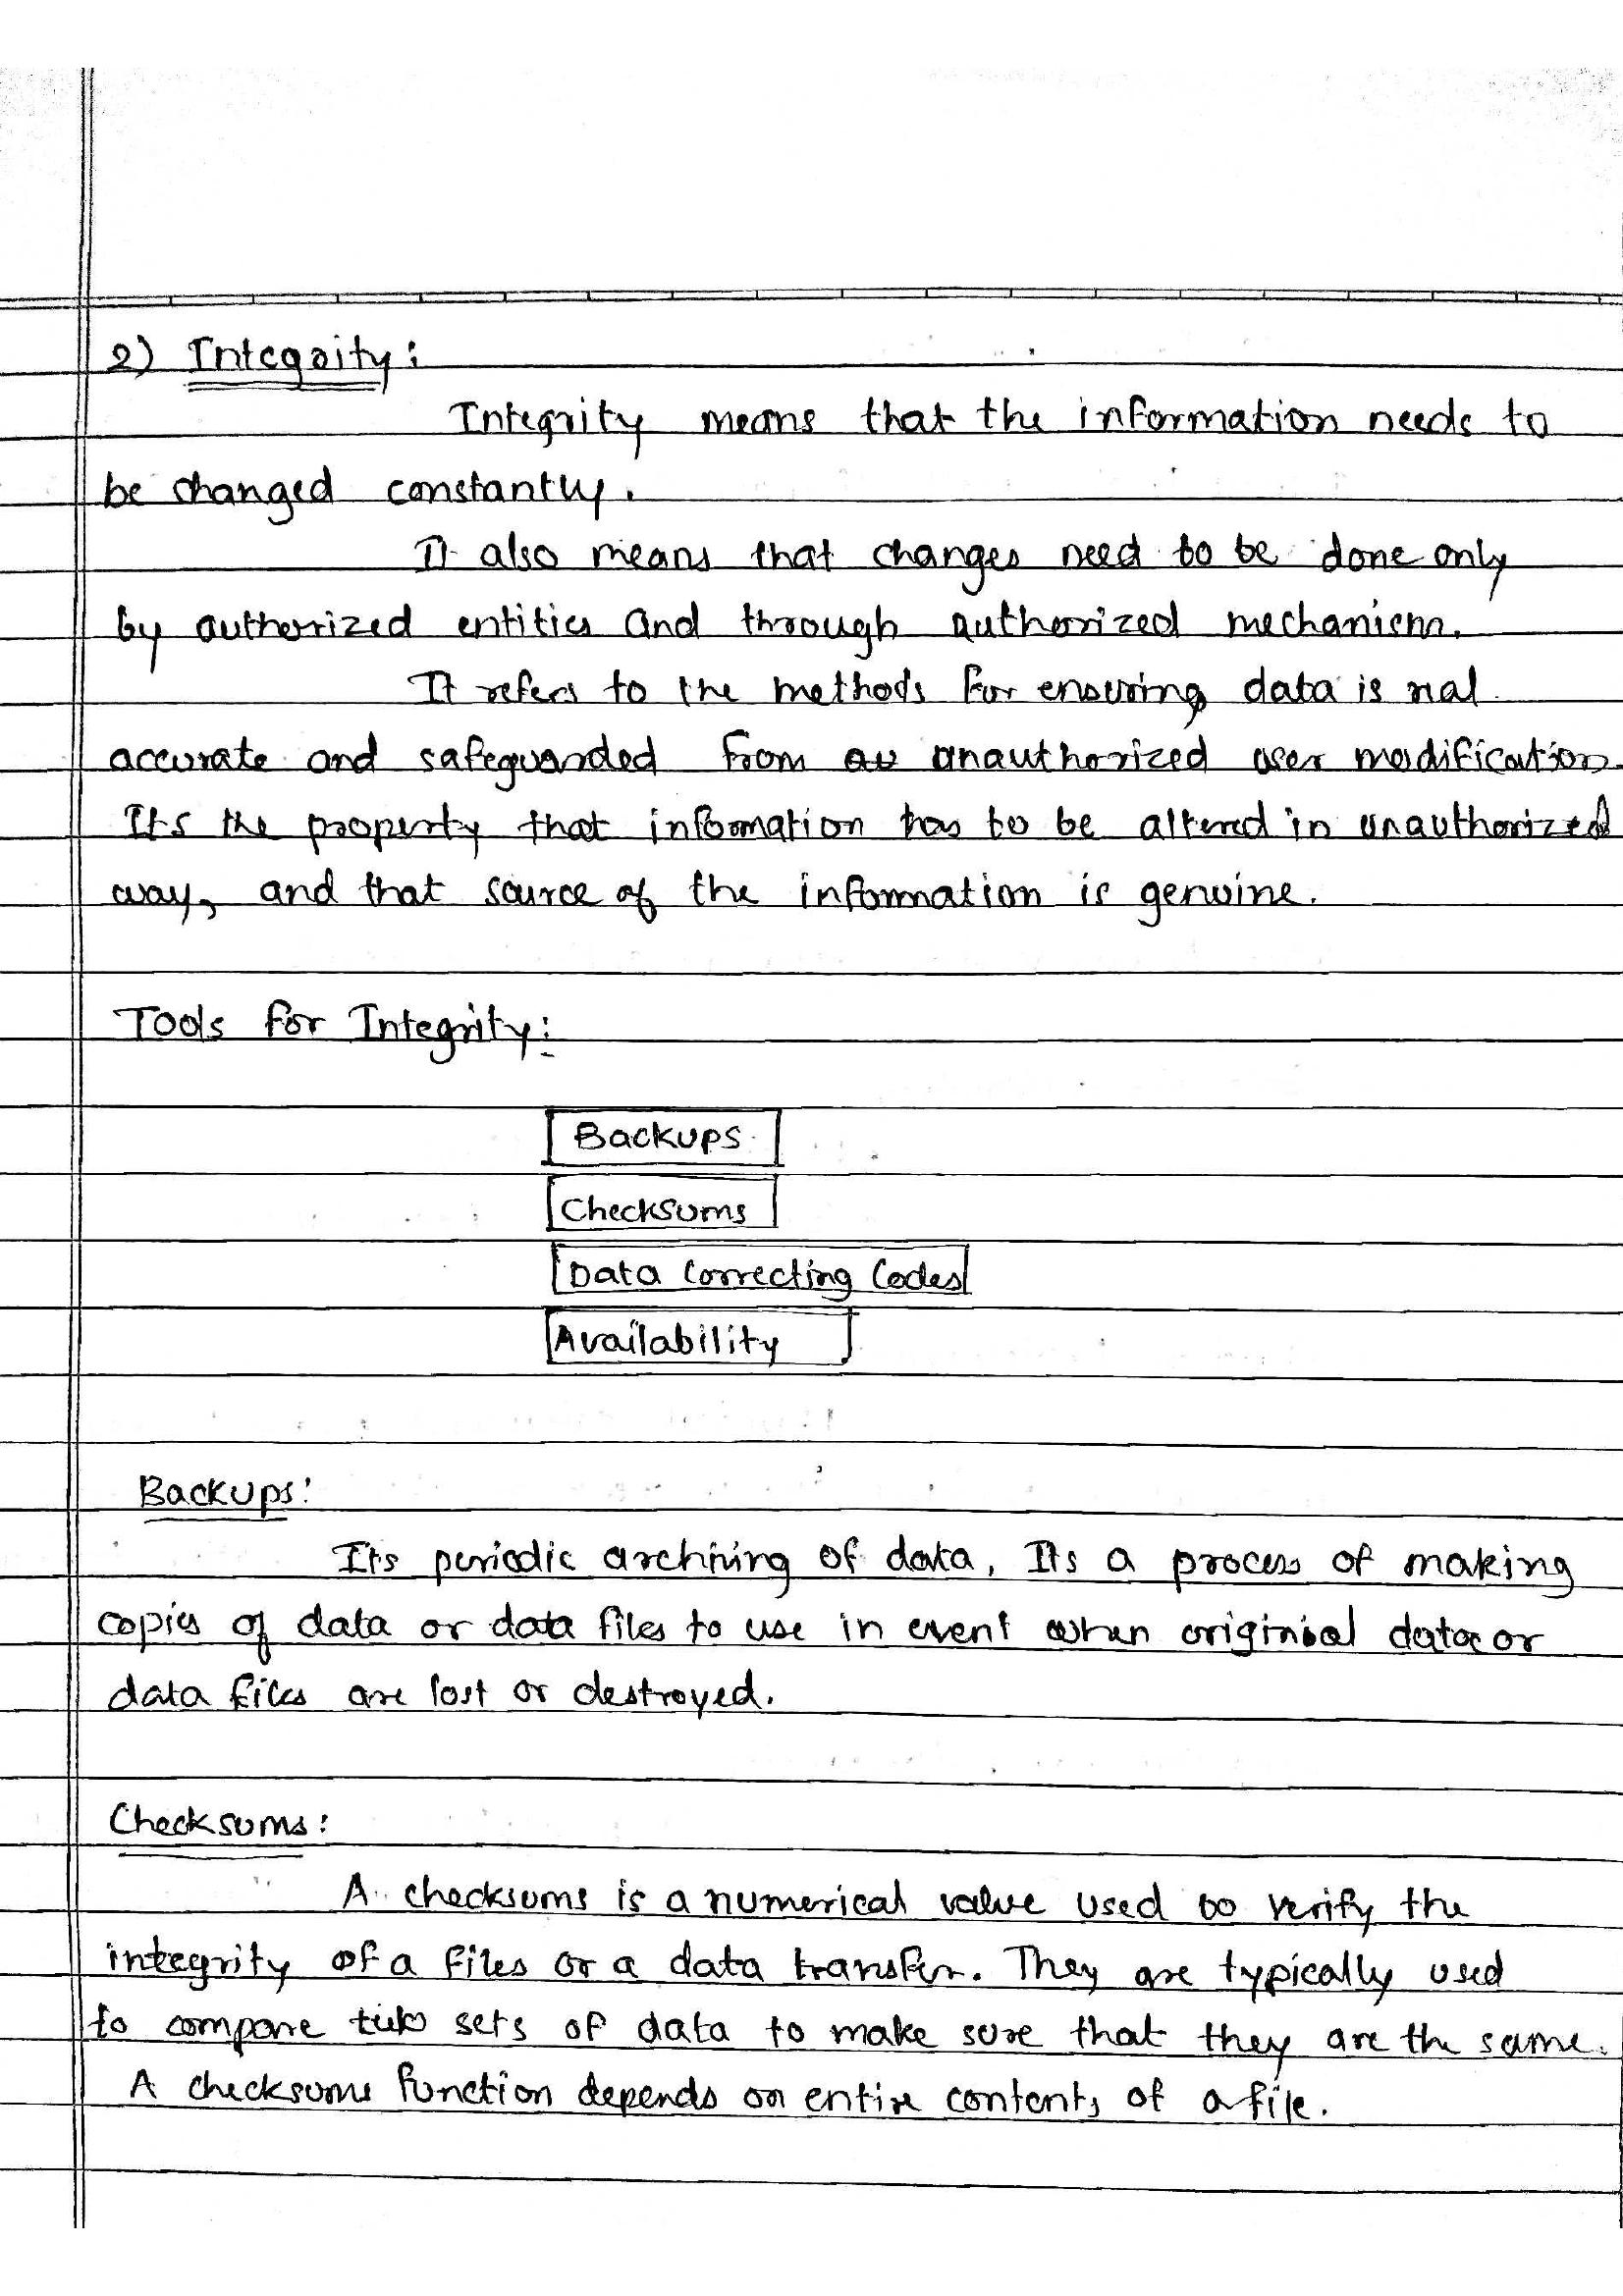 2) Integrity:
Integrity means that the information needs to
be changed constantly.
It also means that changes need to be done only
by authorized entities and through authorized mechanism.
It refers to the methods for ensuring data is real
accurate and safeguarded from unauthorized user modification.
Its the property that information has to be altered in unauthorized
way, and that source of the information is genuine.
Tools for Integrity:
Backups
Checksums
Data Correcting Codes
Availability
Backups:
Its periodic archiving of data, Its a process of making
copies of data or data files to use in event when original data or
data files are lost or destroyed.
Checksums:
A checksums is a numerical value used to verify the
integrity of a files or a data transfer. They are typically used
to compare two sets of data to make sure that they are the same.
A checksums function depends on entire contents of a file.